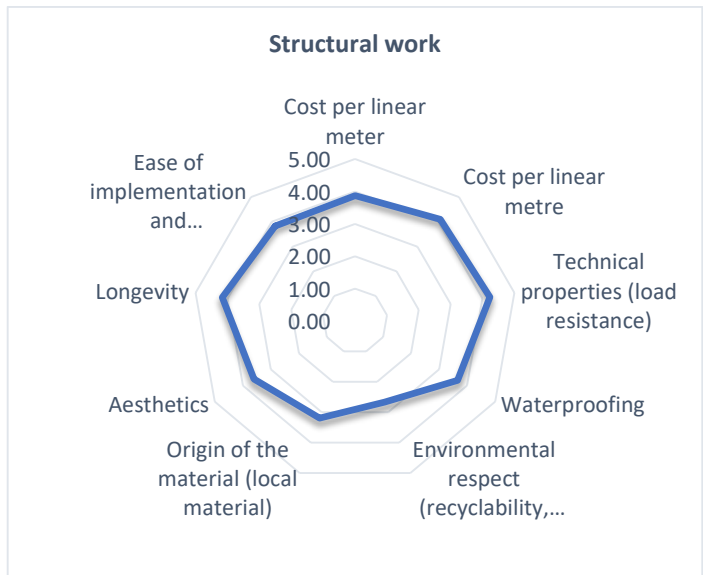 Structural work
Cost per linear
meter
Cost per linear
metre
Technical
properties (load
resistance)
Waterproofing
Environmental
respect
(recyclability,...
Origin of the
material (local
material)
Aesthetics
Longevity
Ease of
implementation
and...
5.00
4.00
3.00
2.00
1.00
0.00